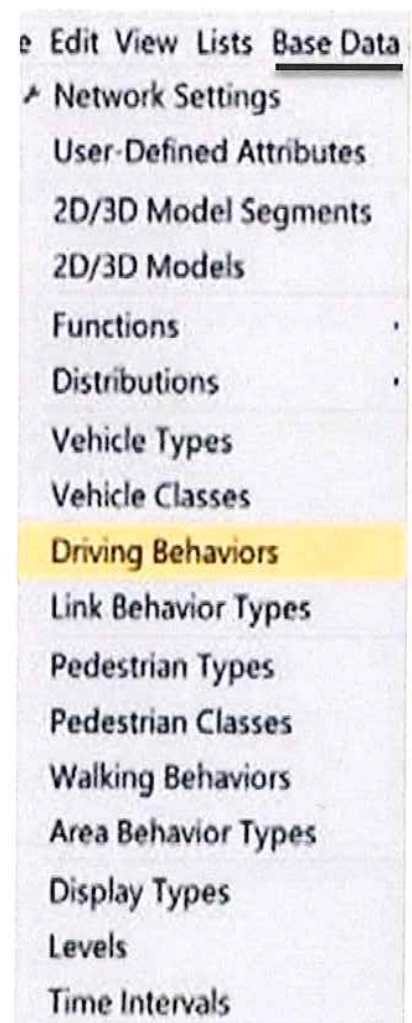 e Edit View Lists Base Data
Network Settings
User-Defined Attributes
2D/3D Model Segments
2D/3D Models
Functions
Distributions
Vehicle Types
Vehicle Classes
Driving Behaviors
Link Behavior Types
Pedestrian Types
Pedestrian Classes
Walking Behaviors
Area Behavior Types
Display Types
Levels
Time Intervals